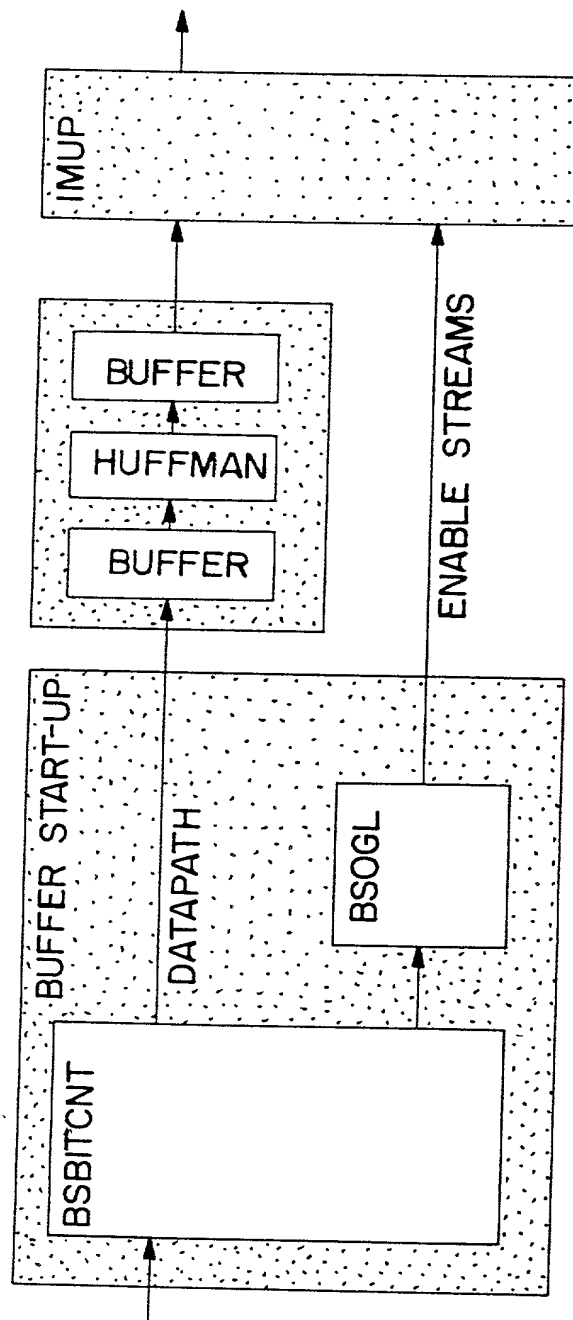 BUFFER START-UP
BSBITCNT
DATAPATH
BSOGL
BUFFER
HUFFMAN
BUFFER
ENABLE STREAMS
IMUP